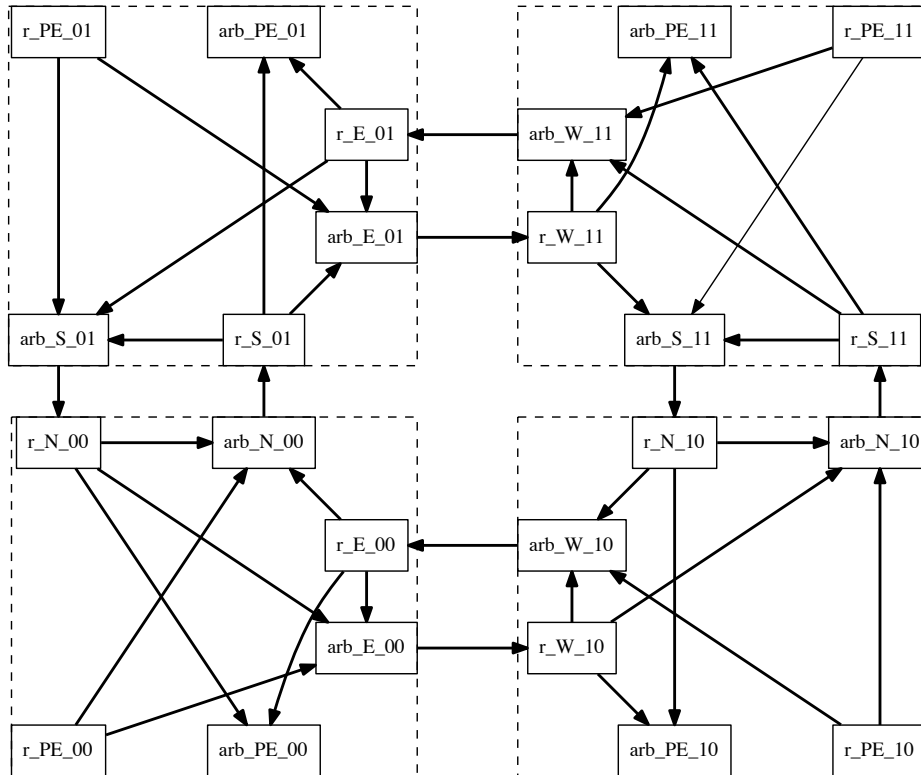 r_PE_01
arb_PE_01
arb_PE_11
r_PE_11
r_E_01
arb_W_11
arb_E_01
r_W_11
arb_S_01
r_S_01
arb_S_11
r_S_11
r_N_00
arb_N_00
r_N_10
arb_N_10
r_E_00
arb_W_10
arb_E_00
r_W_10
r_PE_00
arb_PE_00
arb_PE_10
r_PE_10